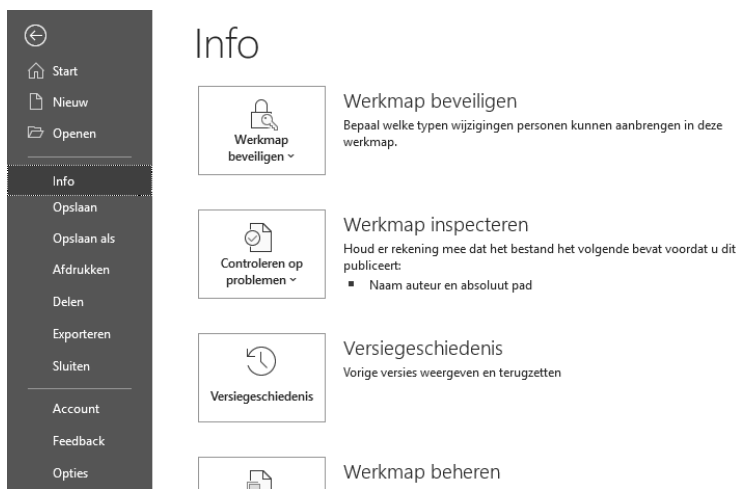 Info
Start
Nieuw
Openen
Info
Opslaan
Opslaan als
Afdrukken
Delen
Exporteren
Sluiten
Account
Feedback
Opties
Werkmap
beveiligen
Werkmap beveiligen
Bepaal welke typen wijzigingen personen kunnen aanbrengen in deze
werkmap.
Controleren op
problemen
Werkmap inspecteren
Houd er rekening mee dat het bestand het volgende bevat voordat u dit
publiceert:
▪ Naam auteur en absoluut pad
Versiegeschiedenis
Versiegeschiedenis
Vorige versies weergeven en terugzetten
Werkmap beheren